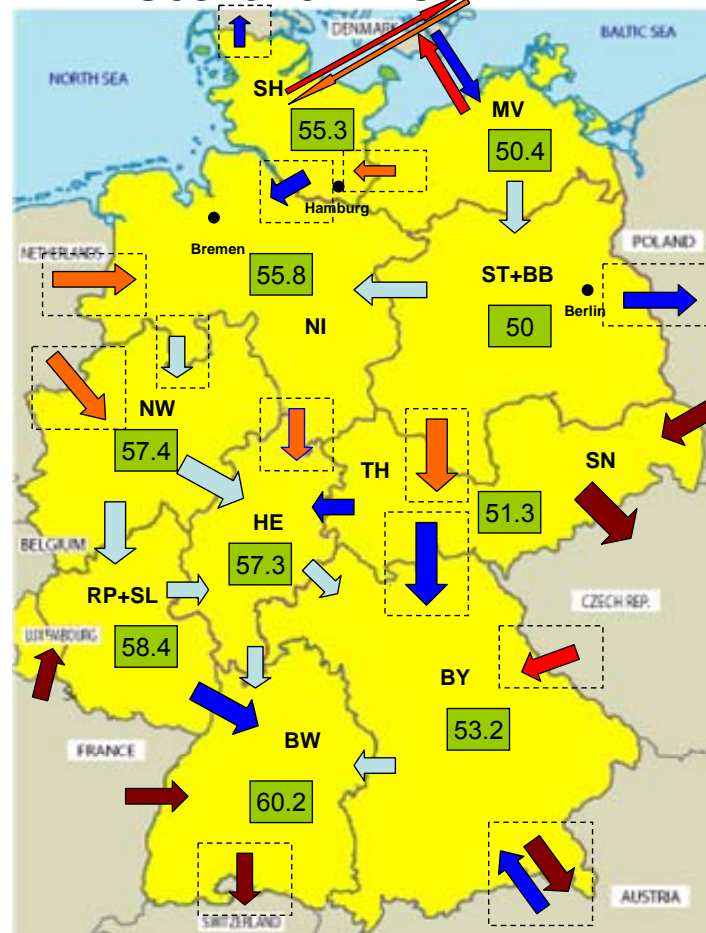 DENMARK
BALTIC SEA
NORTH SEA
SH
MV
55.3
50.4
Hamburg
Bremen
NETHERLANDS
POLAND
55.8
ST+BB
Berlin
NI
50
NW
57.4
TH
SN
HE
51.3
BELGIUM
57.3
RP+SL
CZECH REP.
LUXEMBOURG
58.4
BY
53.2
FRANCE
BW
60.2
AUSTRIA
SWITZERLAND